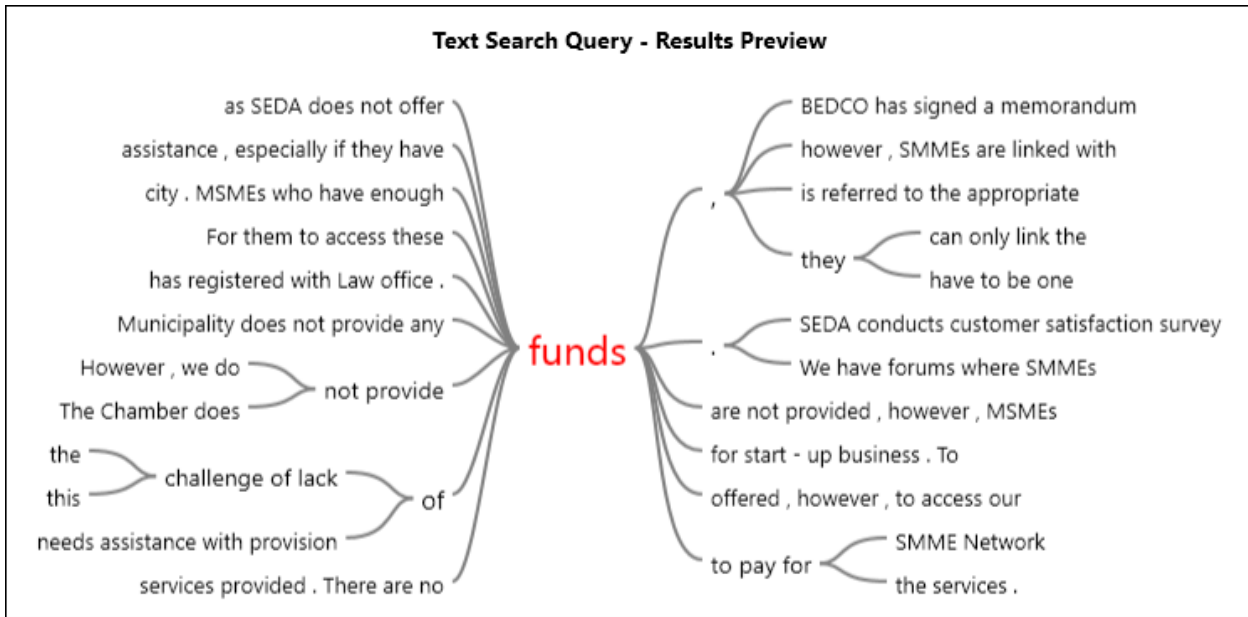 Text Search Query - Results Preview
as SEDA does not offer
assistance , especially if they have
city . MSMEs who have enough
For them to access these
has registered with Law office .
Municipality does not provide any
However , we do
The Chamber does
not provide
the
this
challenge of lack
needs assistance with provision
of
services provided . There are no
funds
,
BEDCO has signed a memorandum
however , SMMEs are linked with
is referred to the appropriate
they
can only link the
have to be one
.
SEDA conducts customer satisfaction survey
We have forums where SMMEs
are not provided , however , MSMEs
for start - up business . To
offered , however , to access our
to pay for
SMME Network
the services .